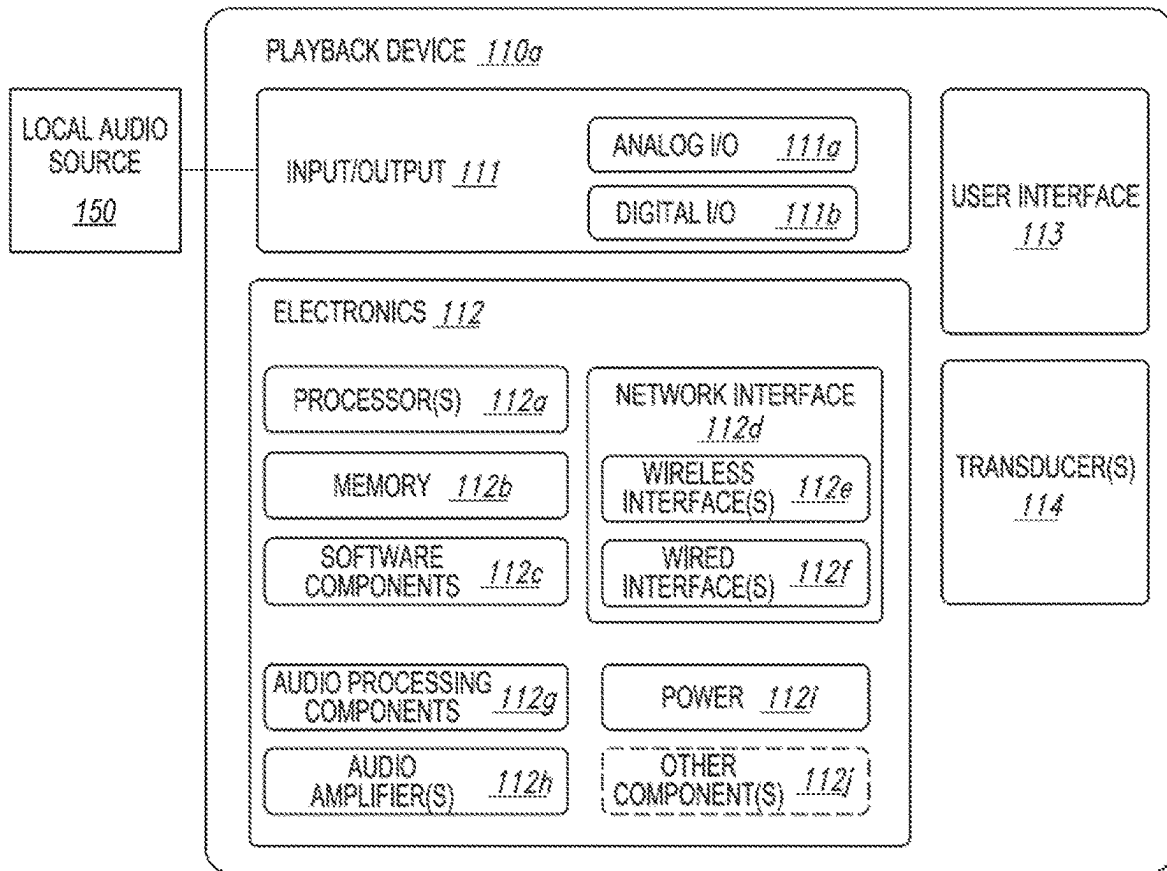 PLAYBACK DEVICE 110a
LOCAL AUDIO
SOURCE
150
INPUT/OUTPUT 111
ANALOG I/O 111a
DIGITAL I/O 111b
USER INTERFACE
113
ELECTRONICS 112
PROCESSOR(S) 112a
MEMORY 112b
SOFTWARE
COMPONENTS 112c
NETWORK INTERFACE
112d
WIRELESS
INTERFACE(S) 112e
WIRED
INTERFACE(S) 112f
TRANSDUCER(S)
114
AUDIO PROCESSING
COMPONENTS 112g
POWER 112i
AUDIO
AMPLIFIER(S) 112h
OTHER
COMPONENT(S) 112j